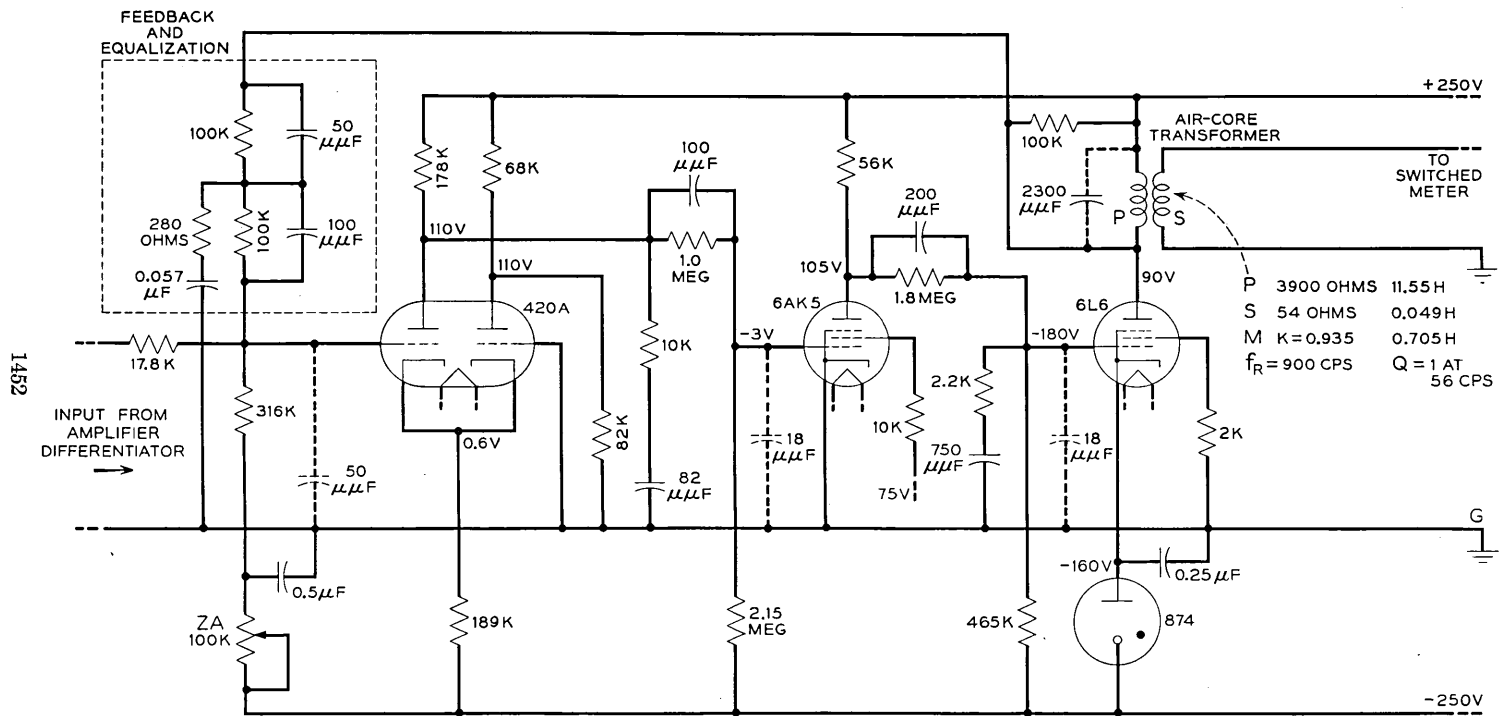 FEEDBACK
AND
EQUALIZATION
100K
50
μμF
280
OHMS
100K
100
μμF
0.057
μF
17.8K
316K
INPUT FROM
AMPLIFIER
DIFFERENTIATOR
50
μμF
0.5μF
ZA
100K
178K
68K
110V
110V
420A
0.6V
82K
189K
100
μμF
1.0
MEG
10K
82
μμF
-3V
18
μμF
2.15
MEG
56K
105V
200
μμF
1.8MEG
6AK5
10K
75V
-180V
2.2K
750
μμF
18
μμF
465K
100K
2300
μμF
P
S
AIR-CORE
TRANSFORMER
+250V
TO
SWITCHED
METER
90V
6L6
2K
P 3900 OHMS 11.55H
S 54 OHMS 0.049H
M K=0.935 0.705H
fR=900 CPS Q=1 AT
56 CPS
G
-160V
0.25μF
874
-250V
1452